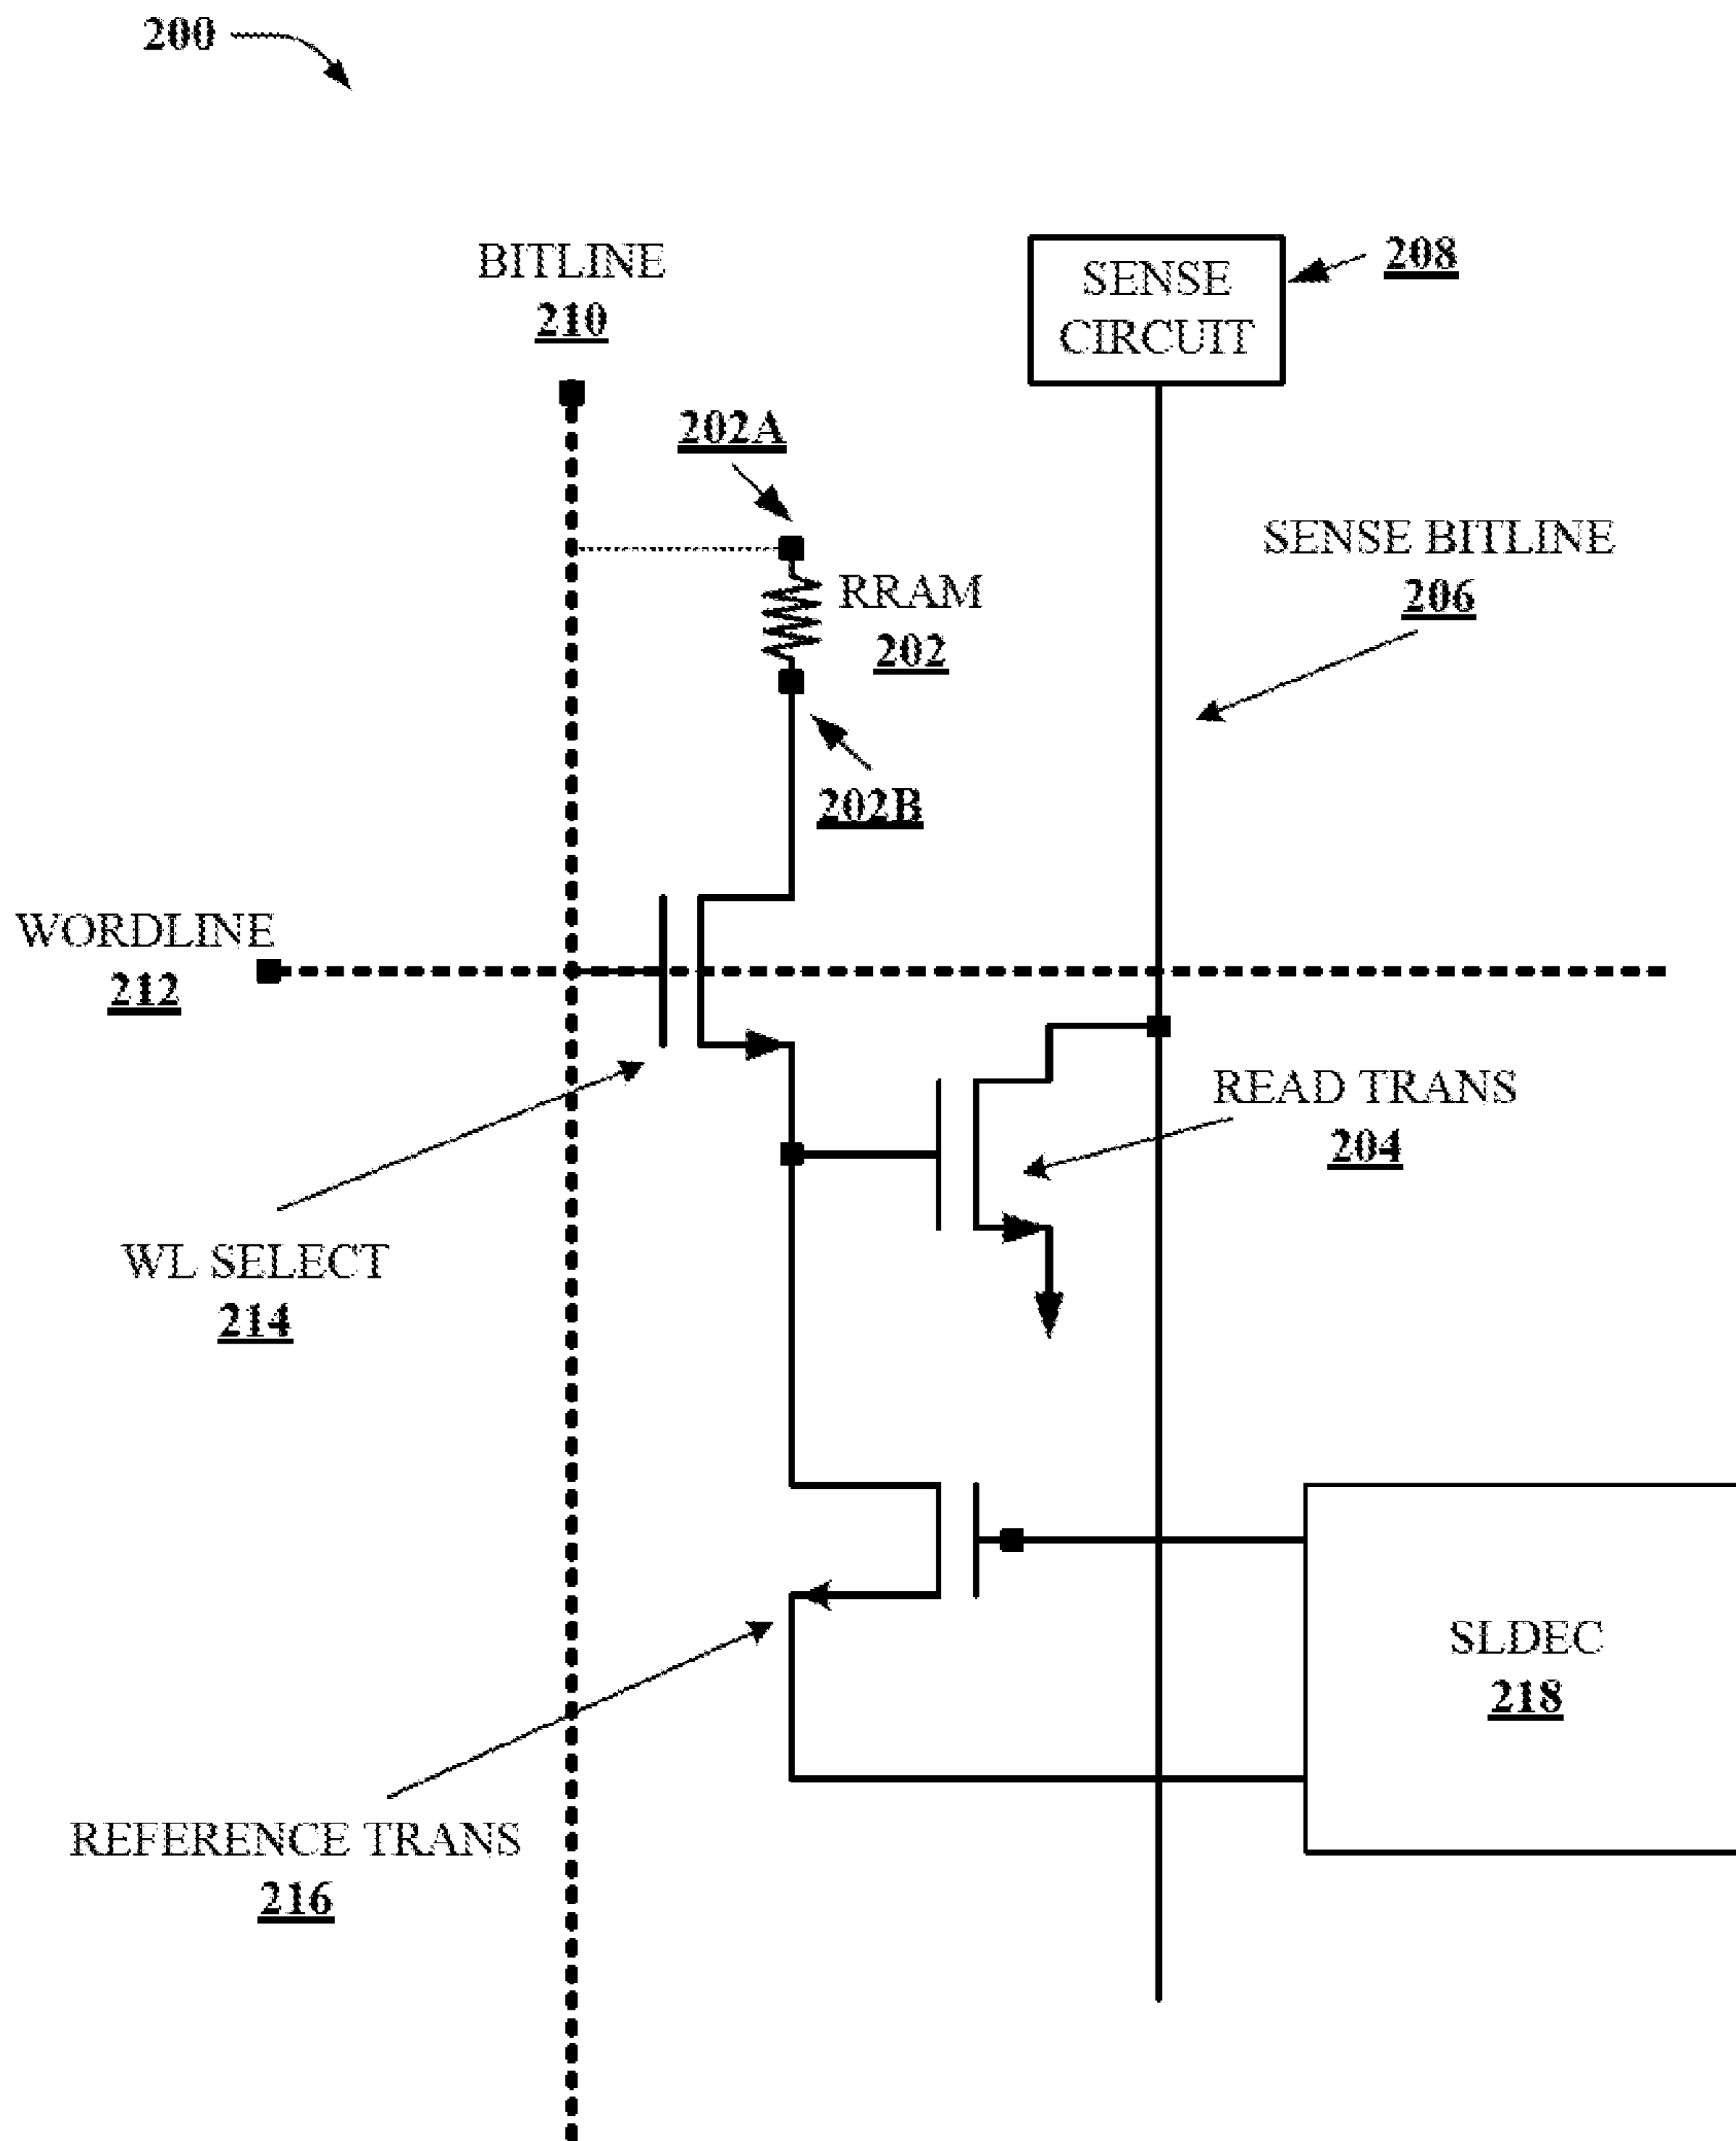 200
BITLINE
210
SENSE
CIRCUIT
208
202A
RRAM
202
SENSE BITLINE
206
202B
WORDLINE
212
READ TRANS
204
WL SELECT
214
SLDEC
218
REFERENCE TRANS
216